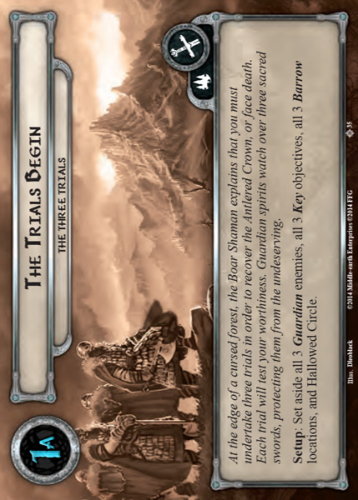 1A
THE TRIALS BEGIN
THE THREE TRIALS
At the edge of a cursed forest, the Boar Shaman explains that you must
undertake three trials in order to recover the Antlered Crown, or face death.
Each trial will test your worthiness. Guardian spirits watch over three sacred
swords, protecting them from the undeserving.
Setup: Set aside all 3 Guardian enemies, all 3 Key objectives, all 3 Barrow
locations, and Hallowed Circle.
Illus. Dleoblack ©2014 Middle-earth Enterprises ©2014 FFG 35